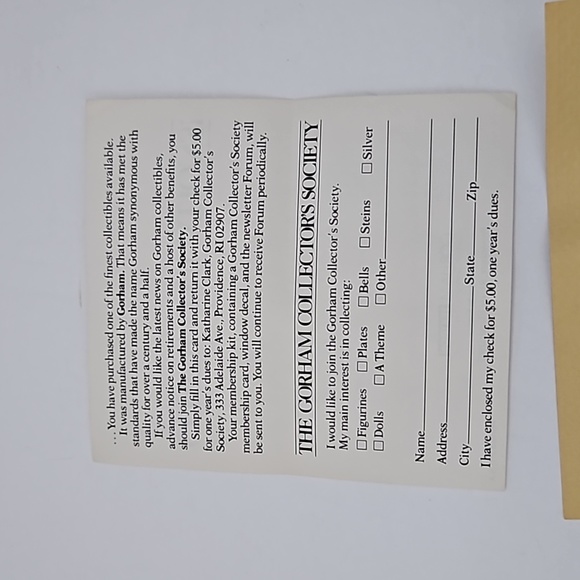 ...You have purchased one of the finest collectibles available.
It was manufactured by Gorham. That means it has met the
standards that have made the name Gorham synonymous with
quality for over a century and a half.
If you would like the latest news on Gorham collectibles,
advance notice on retirements and a host of other benefits, you
should join The Gorham Collector's Society.
Simply fill in this card and return it with your check for $5.00
for one year's dues to: Katharine Clark, Gorham Collector's
Society, 333 Adelaide Ave., Providence, RI 02907.
Your membership kit, containing a Gorham Collector's Society
membership card, window decal, and the newsletter Forum, will
be sent to you. You will continue to receive Forum periodically.
THE GORHAM COLLECTOR'S SOCIETY
I would like to join the Gorham Collector's Society.
My main interest is in collecting:
☐ Figurines ☐ Plates ☐ Bells ☐ Steins ☐ Silver
☐ Dolls ☐ A Theme ☐ Other
Name
Address
City State Zip
I have enclosed my check for $5.00, one year's dues.